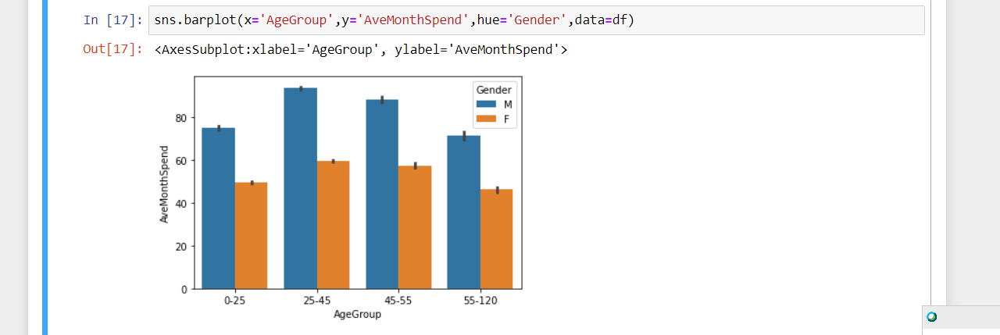 In [17]: sns.barplot(x='AgeGroup',y='AveMonthSpend',hue='Gender',data=df)
Out[17]: <AxesSubplot:xlabel='AgeGroup', ylabel='AveMonthSpend'>
Gender
M
F
80
60
40
20
0
AveMonthSpend
0-25 25-45 45-55 55-120
AgeGroup